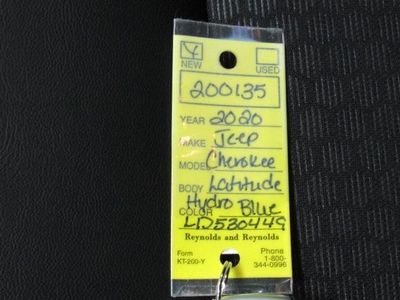 NEW USED
200135
YEAR 2020
MAKE Jeep
MODEL Cherokee
BODY Latitude
Hydro Blue
COLOR
LD530449
Reynolds and Reynolds
Form Phone
KT-200-Y 1-800-
344-0996